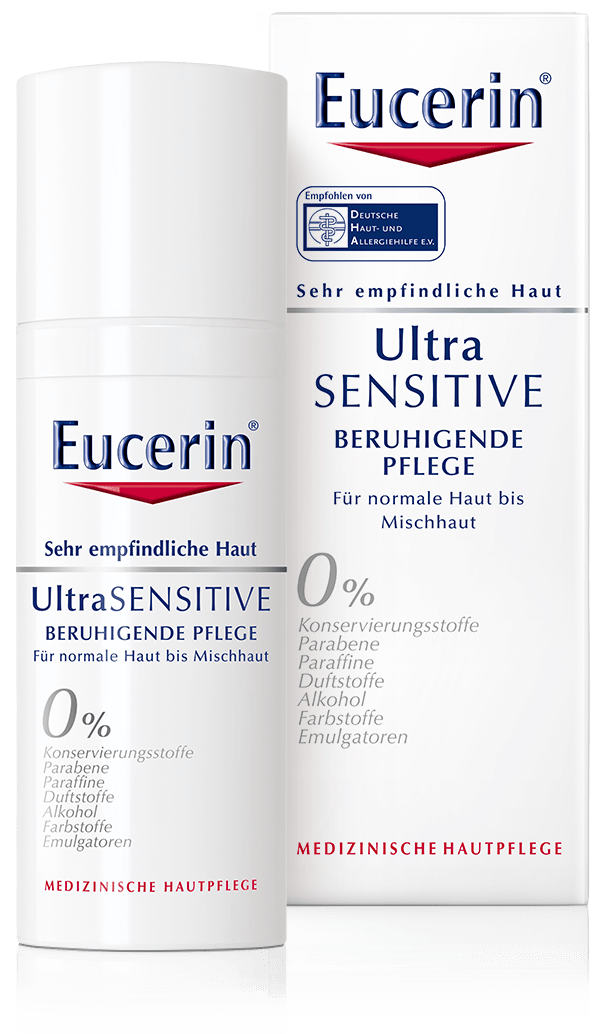 Eucerin®
Sehr empfindliche Haut
UltraSENSITIVE
BERUHIGENDE PFLEGE
Für normale Haut bis Mischhaut
0%
Konservierungsstoffe
Parabene
Paraffine
Duftstoffe
Alkohol
Farbstoffe
Emulgatoren
MEDIZINISCHE HAUTPFLEGE
Eucerin®
Empfohlen von
DEUTSCHE
HAUT- UND
ALLERGIEHILFE E.V.
Sehr empfindliche Haut
Ultra
SENSITIVE
BERUHIGENDE
PFLEGE
Für normale Haut bis
Mischhaut
0%
Konservierungsstoffe
Parabene
Paraffine
Duftstoffe
Alkohol
Farbstoffe
Emulgatoren
MEDIZINISCHE HAUTPFLEGE